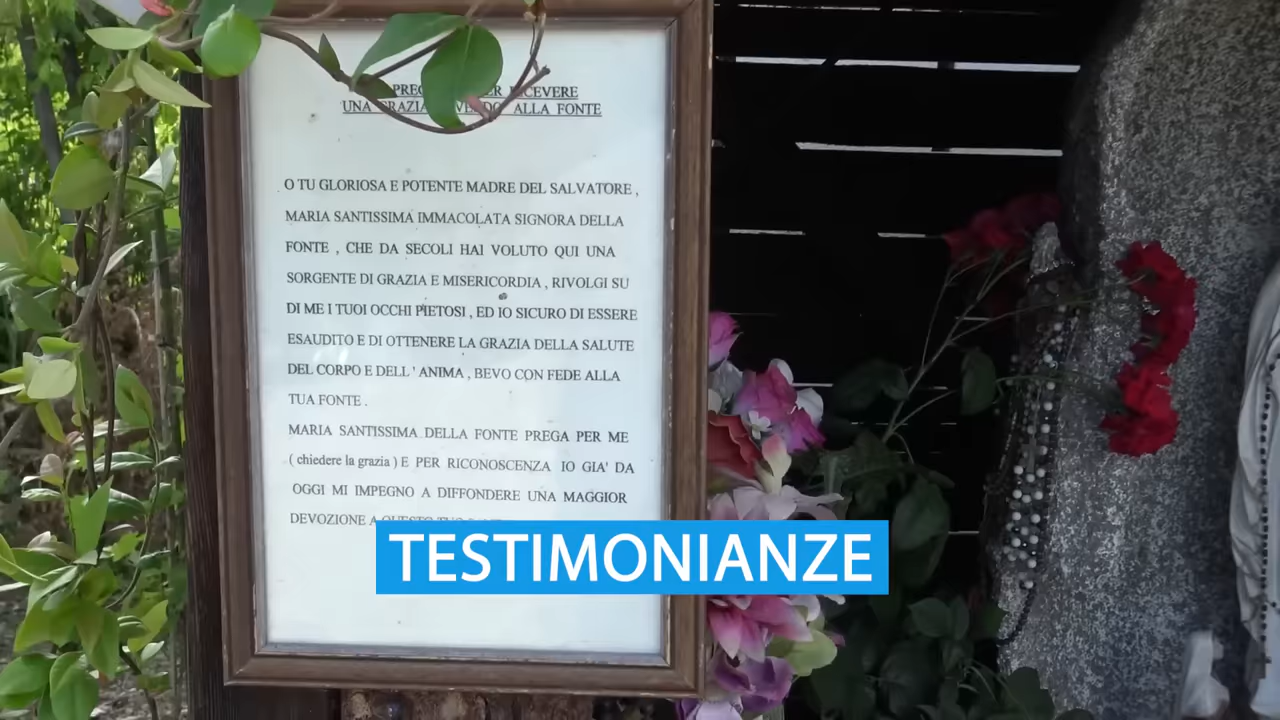 UNA GRAZIA ALLA FONTE
O TU GLORIOSA E POTENTE MADRE DEL SALVATORE ,
MARIA SANTISSIMA IMMACOLATA SIGNORA DELLA
FONTE , CHE DA SECOLI HAI VOLUTO QUI UNA
SORGENTE DI GRAZIA E MISERICORDIA , RIVOLGI SU
DI ME I TUOI OCCHI PIETOSI , ED IO SICURO DI ESSERE
ESAUDITO E DI OTTENERE LA GRAZIA DELLA SALUTE
DEL CORPO E DELL ' ANIMA , BEVO CON FEDE ALLA
TUA FONTE .
MARIA SANTISSIMA DELLA FONTE PREGA PER ME
( chiedere la grazia ) E PER RICONOSCENZA IO GIA' DA
OGGI MI IMPEGNO A DIFFONDERE UNA MAGGIOR
DEVOZIONE A
TESTIMONIANZE